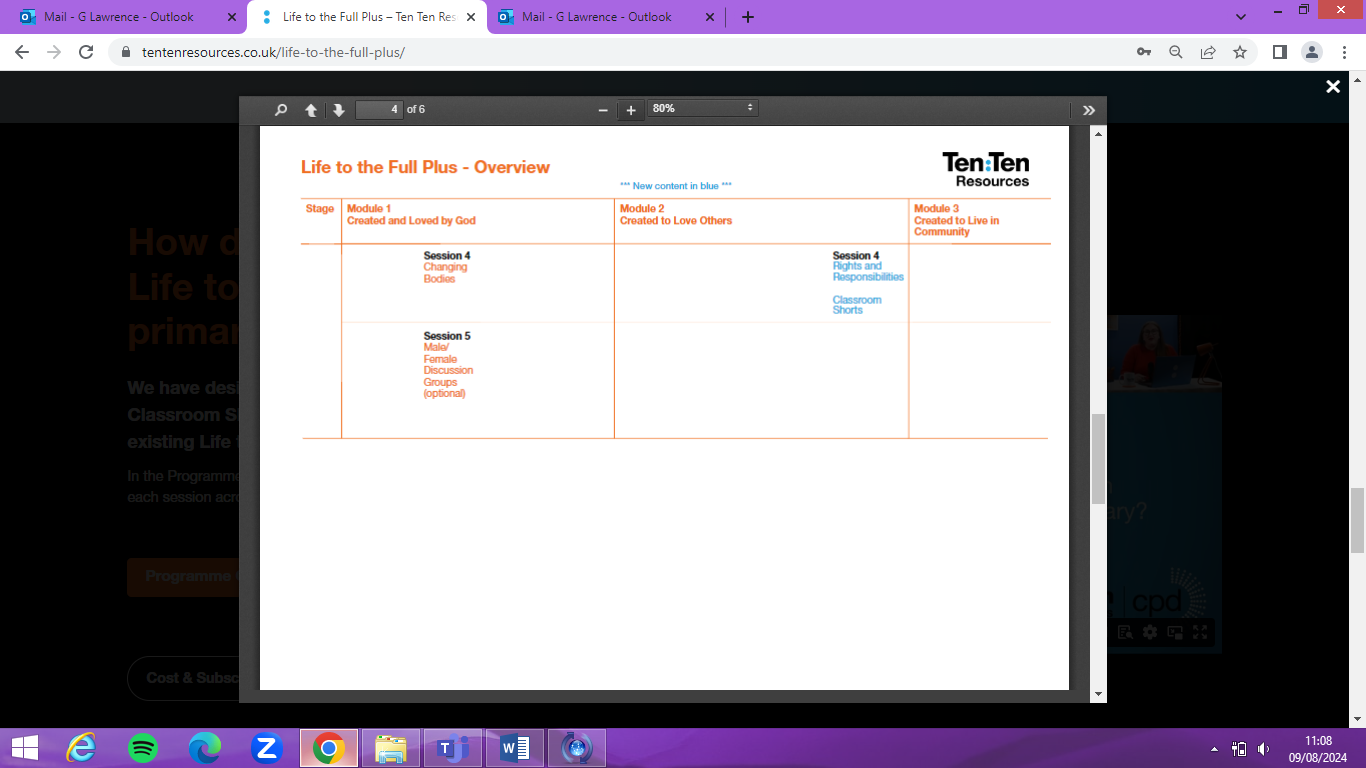 Mail - G Lawrence - Outlook
Life to the Full Plus – Ten Ten Res
Mail - G Lawrence - Outlook
tentenresources.co.uk/life-to-the-full-plus/
4 of 6
80%
Life to the Full Plus - Overview
Ten:Ten
Resources
*** New content in blue ***
Stage
Module 1
Created and Loved by God
Module 2
Created to Love Others
Module 3
Created to Live in
Community
Session 4
Changing
Bodies
Session 4
Rights and
Responsibilities
Classroom
Shorts
Session 5
Male/
Female
Discussion
Groups
(optional)
How d
Life to
primar
We have desi
Classroom S
existing Life
In the Programme
each session acro
Programme
Cost & Subsc
ary?
cpd
11:08
09/08/2024